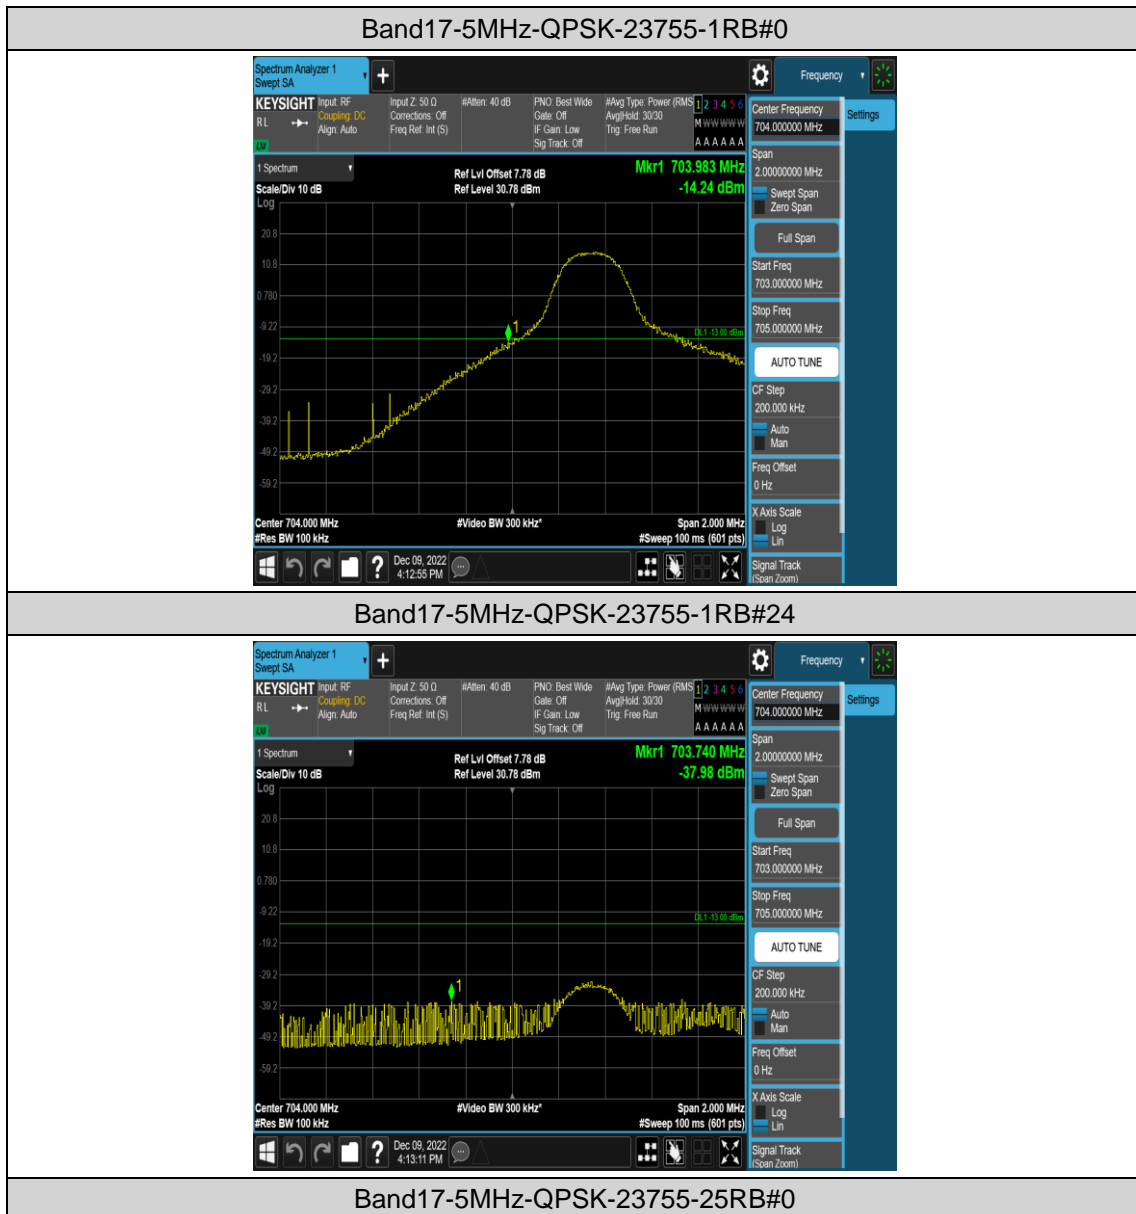 Band17-5MHz-QPSK-23755-1RB#0
Spectrum Analyzer 1
Swept SA
Frequency
KEYSIGHT
RL
Input: RF
Coupling: DC
Align: Auto
Input Z: 50 Ω
Corrections: Off
Freq Ref: Int (S)
#Atten: 40 dB
PNO: Best Wide
Gate: Off
IF Gain: Low
Sig Track: Off
#Avg Type: Power (RMS
Avg|Hold: 30/30
Trig: Free Run
1 2 3 4 5 6
M W W W W W
A A A A A A
1 Spectrum
Scale/Div 10 dB
Log
Ref Lvl Offset 7.78 dB
Ref Level 30.78 dBm
Mkr1 703.983 MHz
-14.24 dBm
20.8
10.8
0.780
-9.22
-19.2
-29.2
-39.2
-49.2
-59.2
1
DL1 -13.00 dBm
Center 704.000 MHz
#Res BW 100 kHz
#Video BW 300 kHz*
Span 2.000 MHz
#Sweep 100 ms (601 pts)
Dec 09, 2022
4:12:55 PM
Center Frequency
704.000000 MHz
Settings
Span
2.00000000 MHz
Swept Span
Zero Span
Full Span
Start Freq
703.000000 MHz
Stop Freq
705.000000 MHz
AUTO TUNE
CF Step
200.000 kHz
Auto
Man
Freq Offset
0 Hz
X Axis Scale
Log
Lin
Signal Track
(Span Zoom)
Band17-5MHz-QPSK-23755-1RB#24
Spectrum Analyzer 1
Swept SA
Frequency
KEYSIGHT
RL
Input: RF
Coupling: DC
Align: Auto
Input Z: 50 Ω
Corrections: Off
Freq Ref: Int (S)
#Atten: 40 dB
PNO: Best Wide
Gate: Off
IF Gain: Low
Sig Track: Off
#Avg Type: Power (RMS
Avg|Hold: 30/30
Trig: Free Run
1 2 3 4 5 6
M W W W W W
A A A A A A
1 Spectrum
Scale/Div 10 dB
Log
Ref Lvl Offset 7.78 dB
Ref Level 30.78 dBm
Mkr1 703.740 MHz
-37.98 dBm
20.8
10.8
0.780
-9.22
-19.2
-29.2
-39.2
-49.2
-59.2
1
DL1 -13.00 dBm
Center 704.000 MHz
#Res BW 100 kHz
#Video BW 300 kHz*
Span 2.000 MHz
#Sweep 100 ms (601 pts)
Dec 09, 2022
4:13:11 PM
Center Frequency
704.000000 MHz
Settings
Span
2.00000000 MHz
Swept Span
Zero Span
Full Span
Start Freq
703.000000 MHz
Stop Freq
705.000000 MHz
AUTO TUNE
CF Step
200.000 kHz
Auto
Man
Freq Offset
0 Hz
X Axis Scale
Log
Lin
Signal Track
(Span Zoom)
Band17-5MHz-QPSK-23755-25RB#0